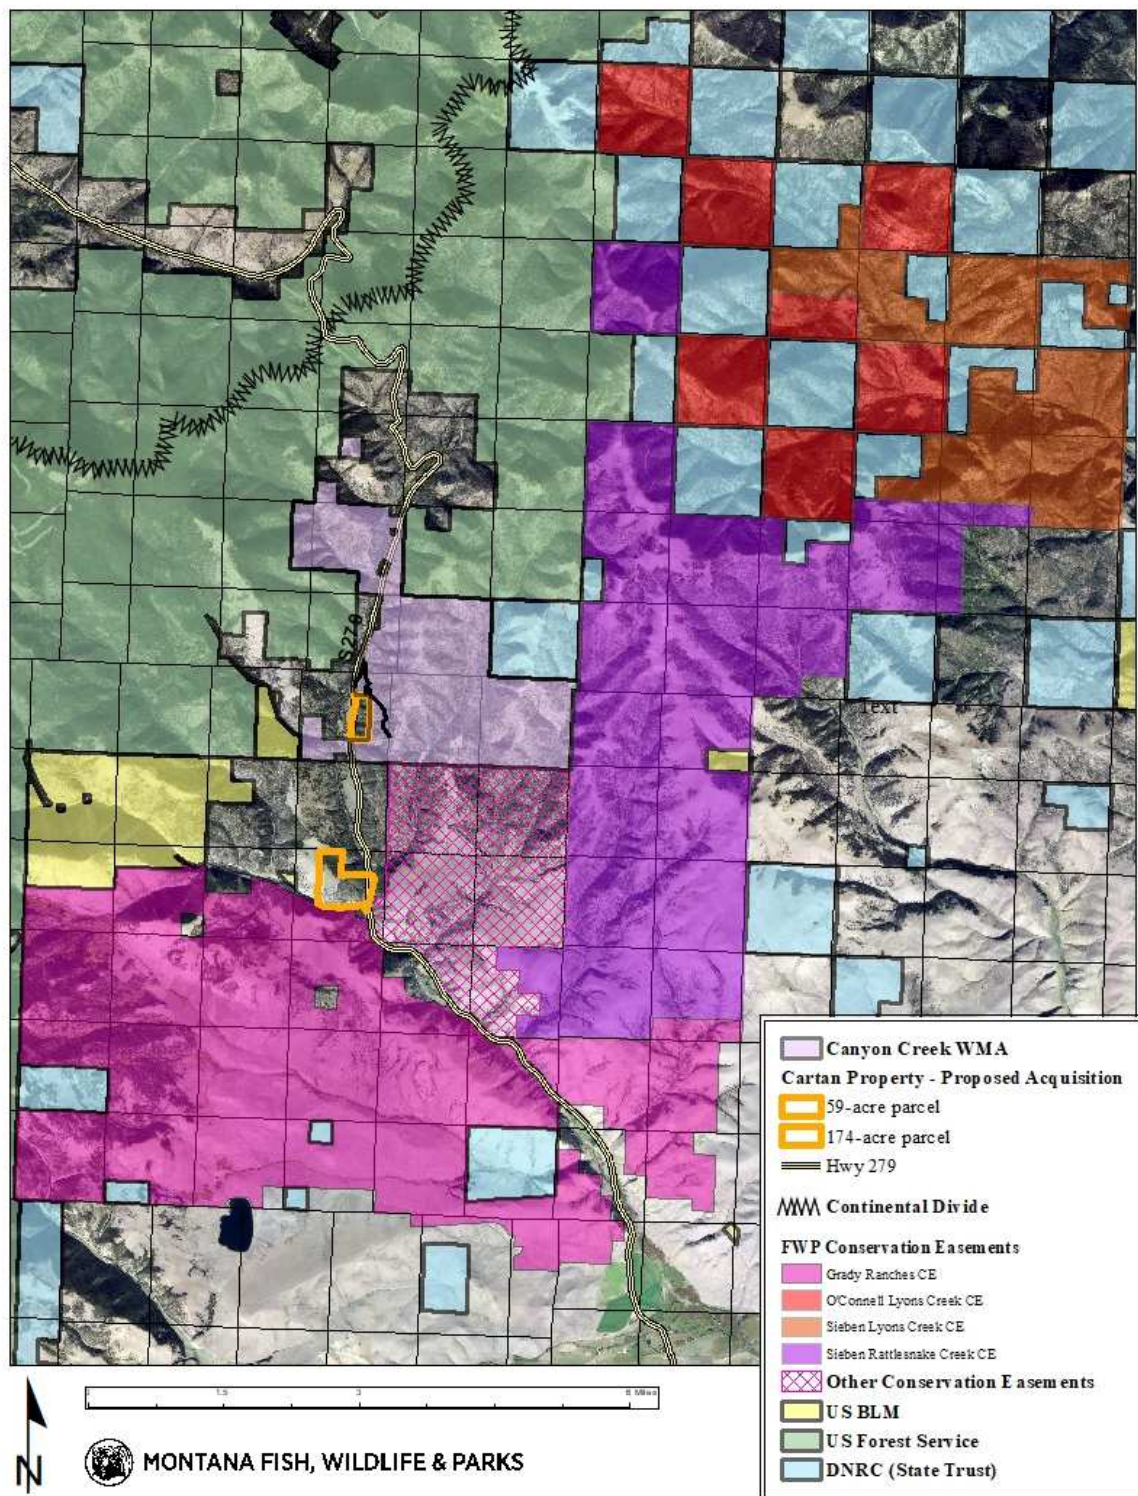 S279
Text
Canyon Creek WMA
Cartan Property - Proposed Acquisition
59-acre parcel
174-acre parcel
Hwy 279
Continental Divide
FWP Conservation Easements
Grady Ranches CE
O'Connell Lyons Creek CE
Sieben Lyons Creek CE
Sieben Rattlesnake Creek CE
Other Conservation Easements
US BLM
US Forest Service
DNRC (State Trust)
1.5 3 6 Miles
N
MONTANA FISH, WILDLIFE & PARKS